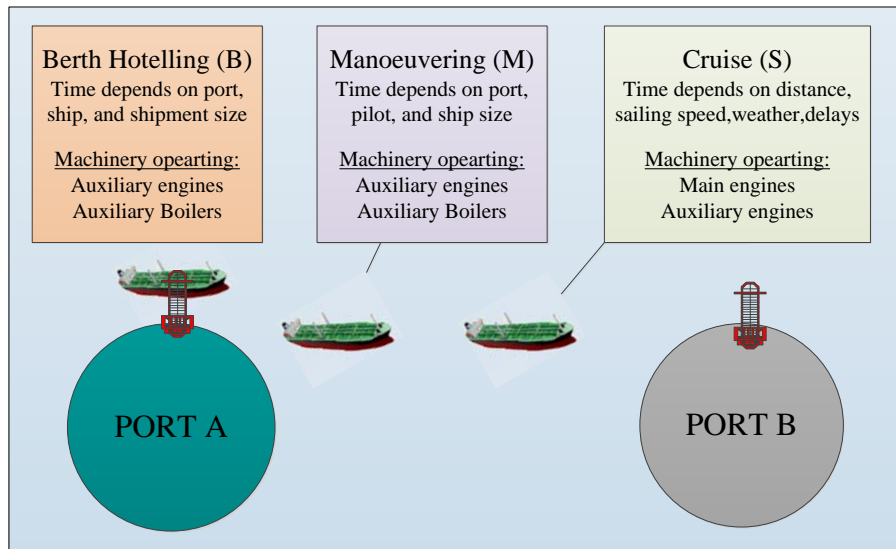 Berth Hotelling (B)
Time depends on port,
ship, and shipment size
Machinery opearting:
Auxiliary engines
Auxiliary Boilers
Manoeuvering (M)
Time depends on port,
pilot, and ship size
Machinery opearting:
Auxiliary engines
Auxiliary Boilers
Cruise (S)
Time depends on distance,
sailing speed,weather,delays
Machinery opearting:
Main engines
Auxiliary engines
PORT A
PORT B